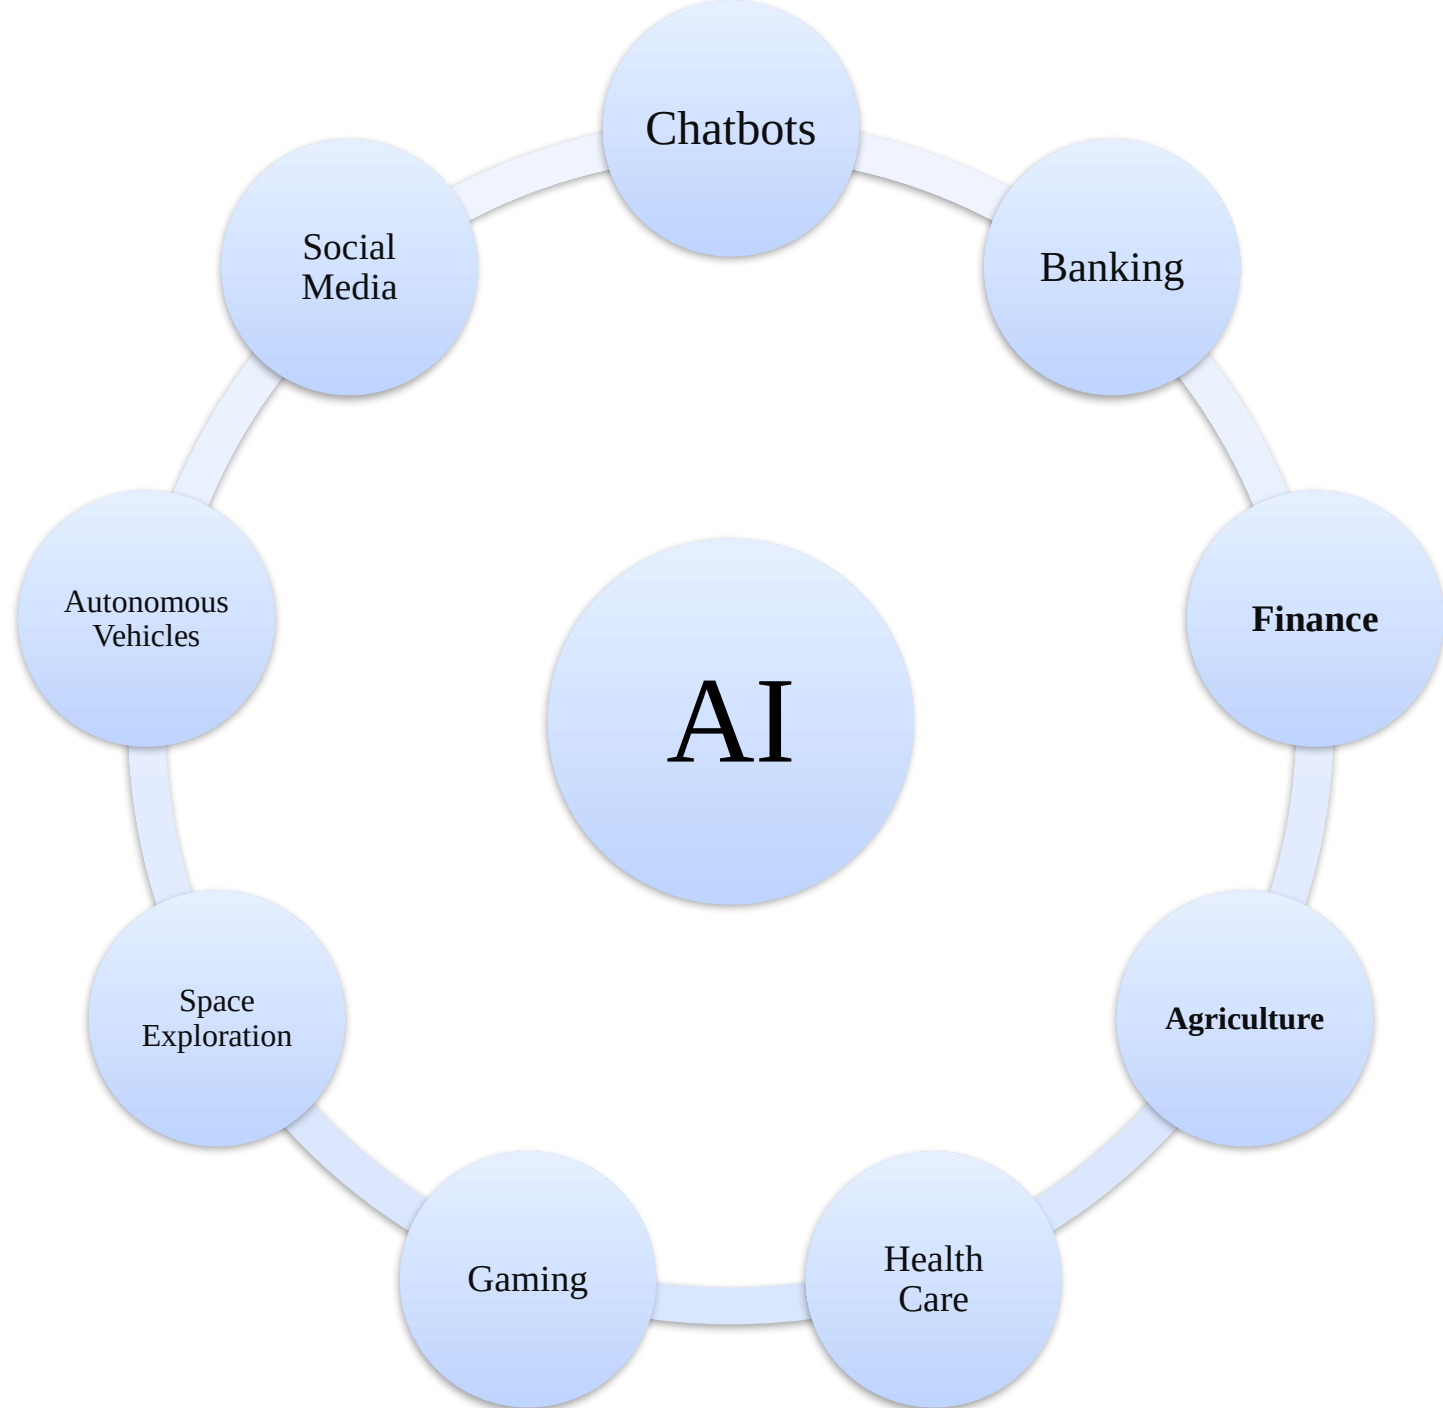 Chatbots
Banking
Finance
Agriculture
Health
Care
Gaming
Space
Exploration
Autonomous
Vehicles
Social
Media
AI